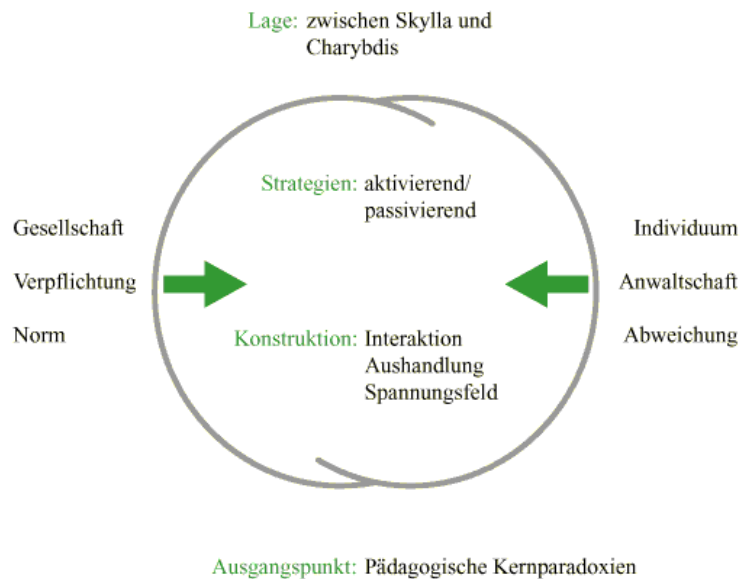 Lage: zwischen Skylla und
Charybdis
Strategien: aktivierend/
passivierend
Gesellschaft
Individuum
Verpflichtung
Anwaltschaft
Norm
Abweichung
Konstruktion: Interaktion
Aushandlung
Spannungsfeld
Ausgangspunkt: Pädagogische Kernparadoxien